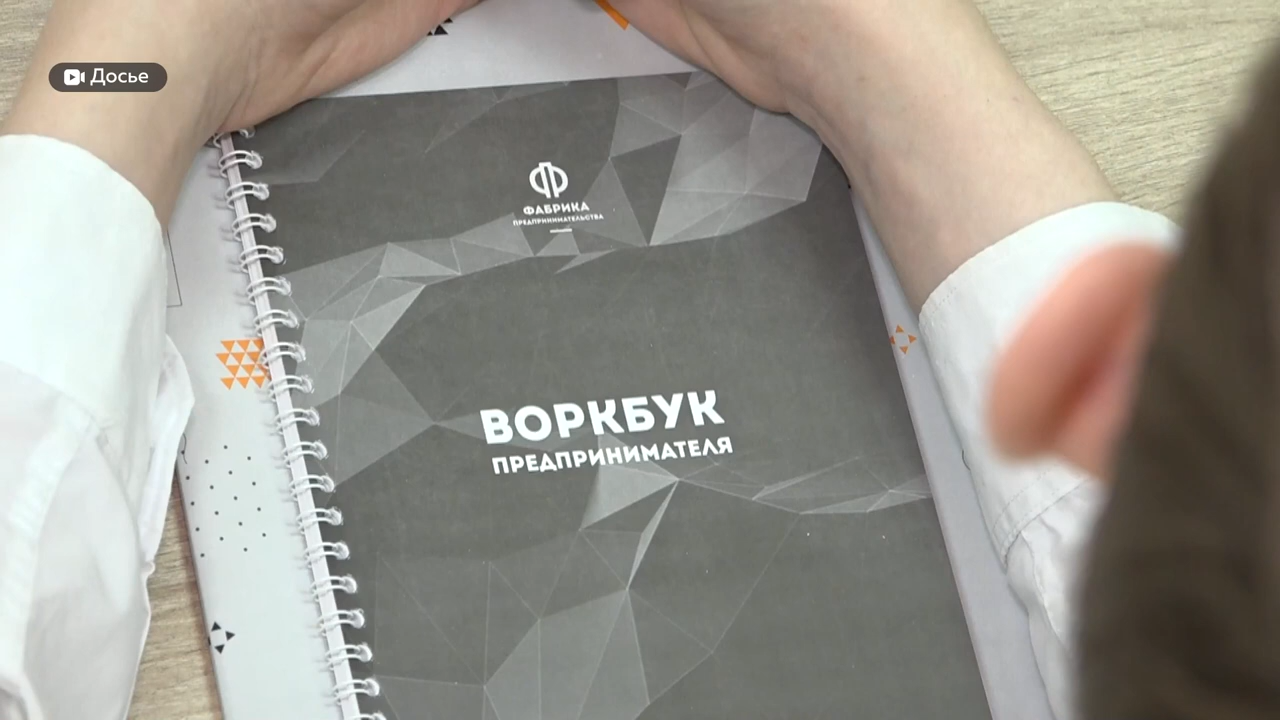 Досье
ФАБРИКА
ПРЕДПРИНИМАТЕЛЬСТВА
ВОРКБУК
ПРЕДПРИНИМАТЕЛЯ